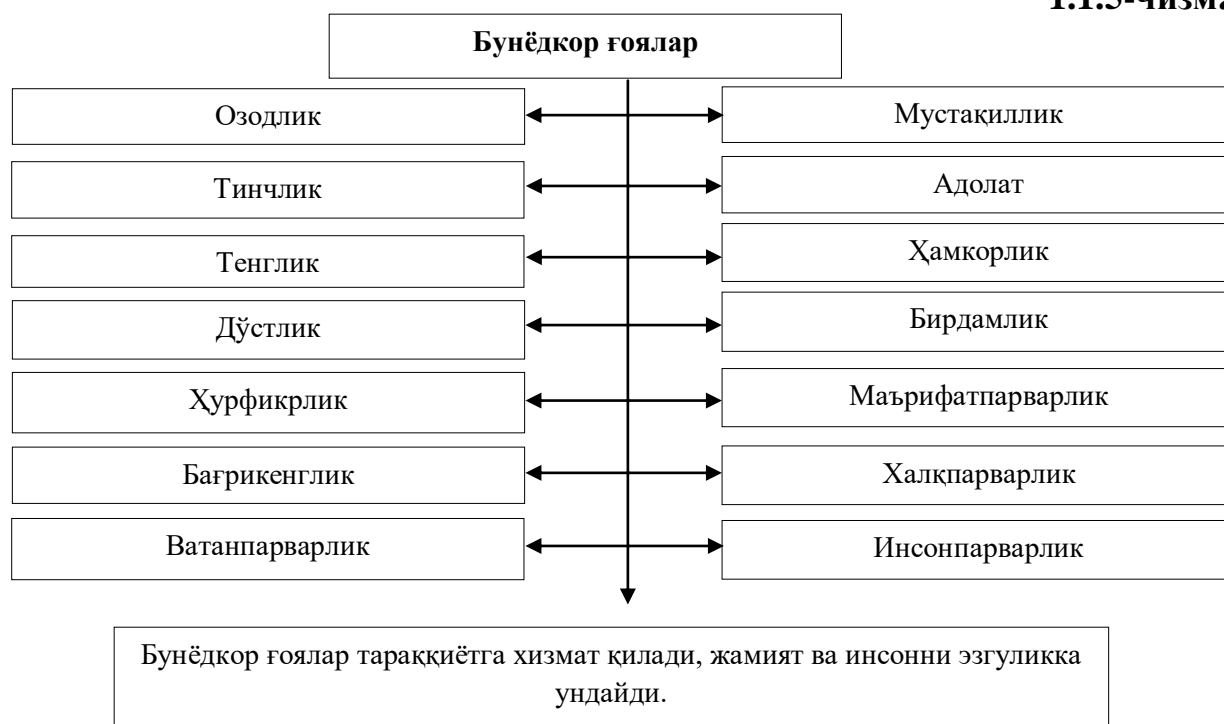 1.1.3-чизма
Бунёдкор ғоялар
Озодлик
Мустақиллик
Тинчлик
Адолат
Тенглик
Ҳамкорлик
Дўстлик
Бирдамлик
Ҳурфикрлик
Маърифатпарварлик
Бағрикенглик
Халқпарварлик
Ватанпарварлик
Инсонпарварлик
Бунёдкор ғоялар тараққиётга хизмат қилади, жамият ва инсонни эзгуликка
ундайди.